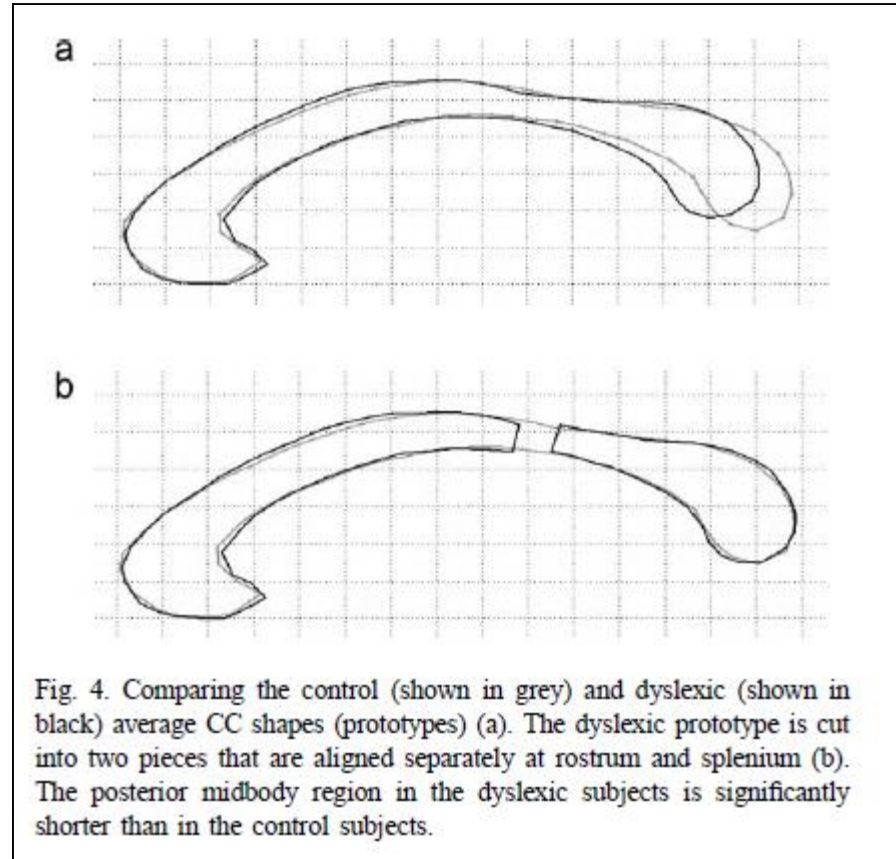 a
b
Fig. 4. Comparing the control (shown in grey) and dyslexic (shown in
black) average CC shapes (prototypes) (a). The dyslexic prototype is cut
into two pieces that are aligned separately at rostrum and splenium (b).
The posterior midbody region in the dyslexic subjects is significantly
shorter than in the control subjects.